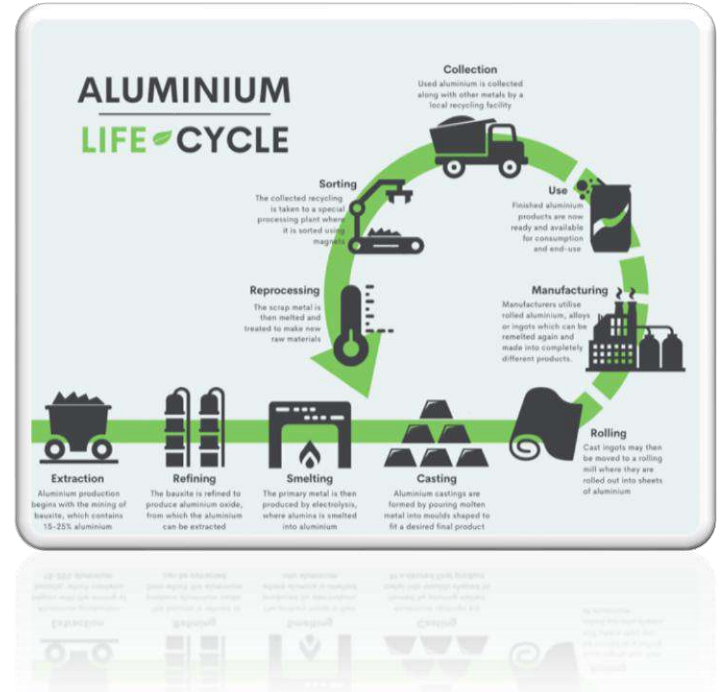 ALUMINIUM
LIFE CYCLE
Collection
Used aluminium is collected
along with other metals by a
local recycling facility
Sorting
The collected recycling
is taken to a special
processing plant where
it is sorted using
magnets
Use
Finished aluminium
products are now
ready and available
for consumption
and end-use
Reprocessing
The scrap metal is
then melted and
treated to make new
raw materials
Manufacturing
Manufacturers utilise
rolled aluminium, alloys
or ingots which can be
remelted again and
made into completely
different products.
Rolling
Cast ingots may then
be moved to a rolling
mill where they are
rolled out into sheets
of aluminium
Extraction
Aluminium production
begins with the mining of
bauxite, which contains
15-25% aluminium
Refining
The bauxite is refined to
produce aluminium oxide,
from which the aluminium
can be extracted
Smelting
The primary metal is then
produced by electrolysis,
where alumina is smelted
into aluminium
Casting
Aluminium castings are
formed by pouring molten
metal into moulds shaped to
fit a desired final product